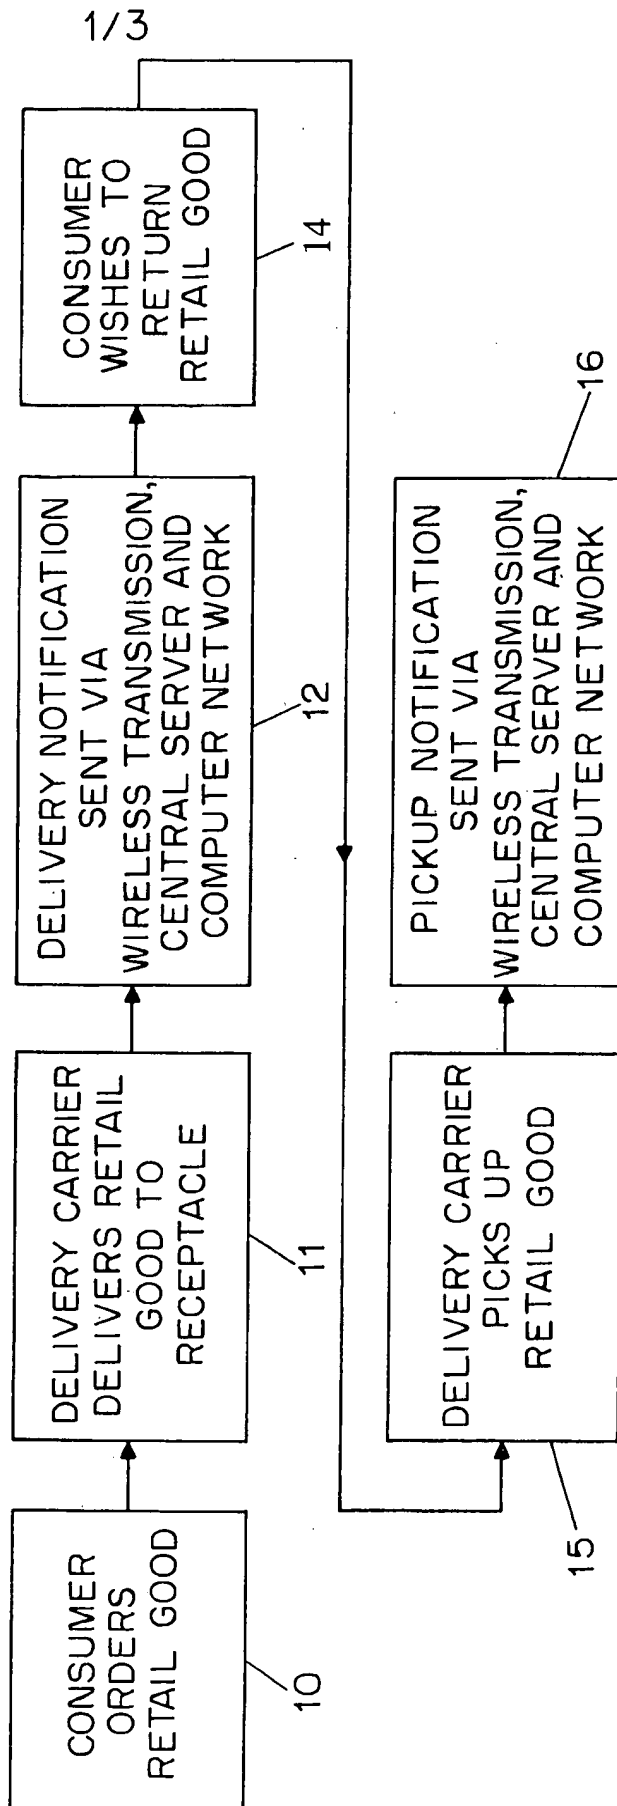 1/3
CONSUMER
ORDERS
RETAIL GOOD
10
DELIVERY CARRIER
DELIVERS RETAIL
GOOD TO
RECEPTACLE
11
DELIVERY NOTIFICATION
SENT VIA
WIRELESS TRANSMISSION,
CENTRAL SERVER AND
COMPUTER NETWORK
12
CONSUMER
WISHES TO
RETURN
RETAIL GOOD
14
DELIVERY CARRIER
PICKS UP
RETAIL GOOD
15
PICKUP NOTIFICATION
SENT VIA
WIRELESS TRANSMISSION,
CENTRAL SERVER AND
COMPUTER NETWORK
16